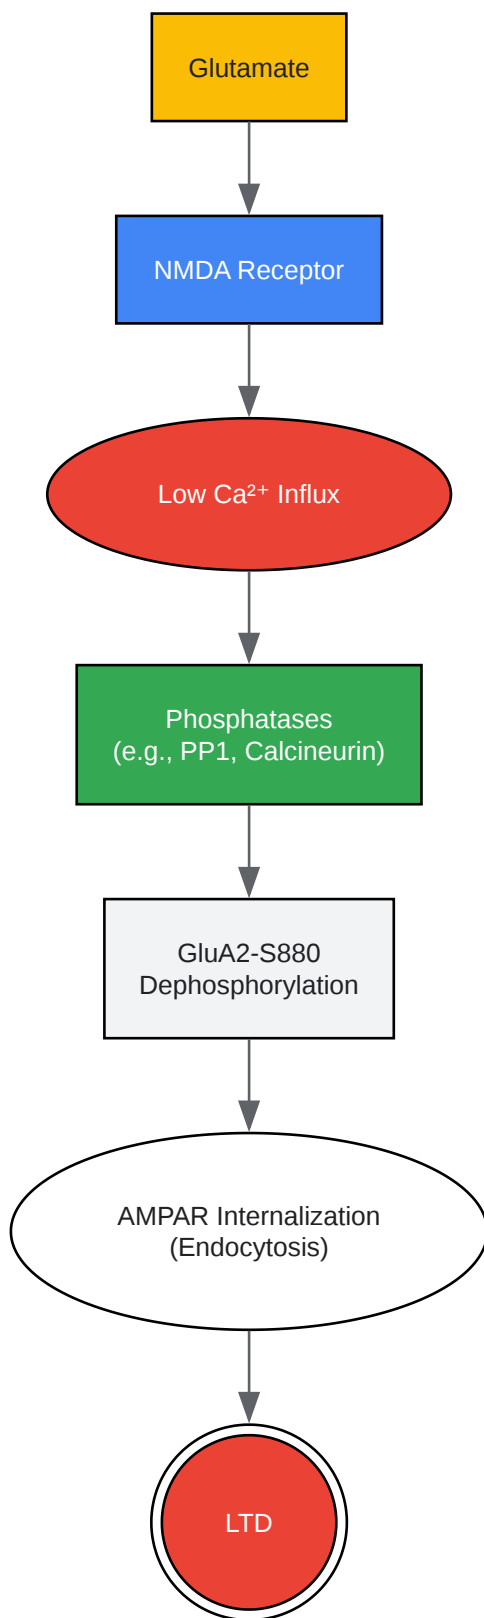 Glutamate
NMDA Receptor
Low Ca²⁺ Influx
Phosphatases
(e.g., PP1, Calcineurin)
GluA2-S880
Dephosphorylation
AMPAR Internalization
(Endocytosis)
LTD